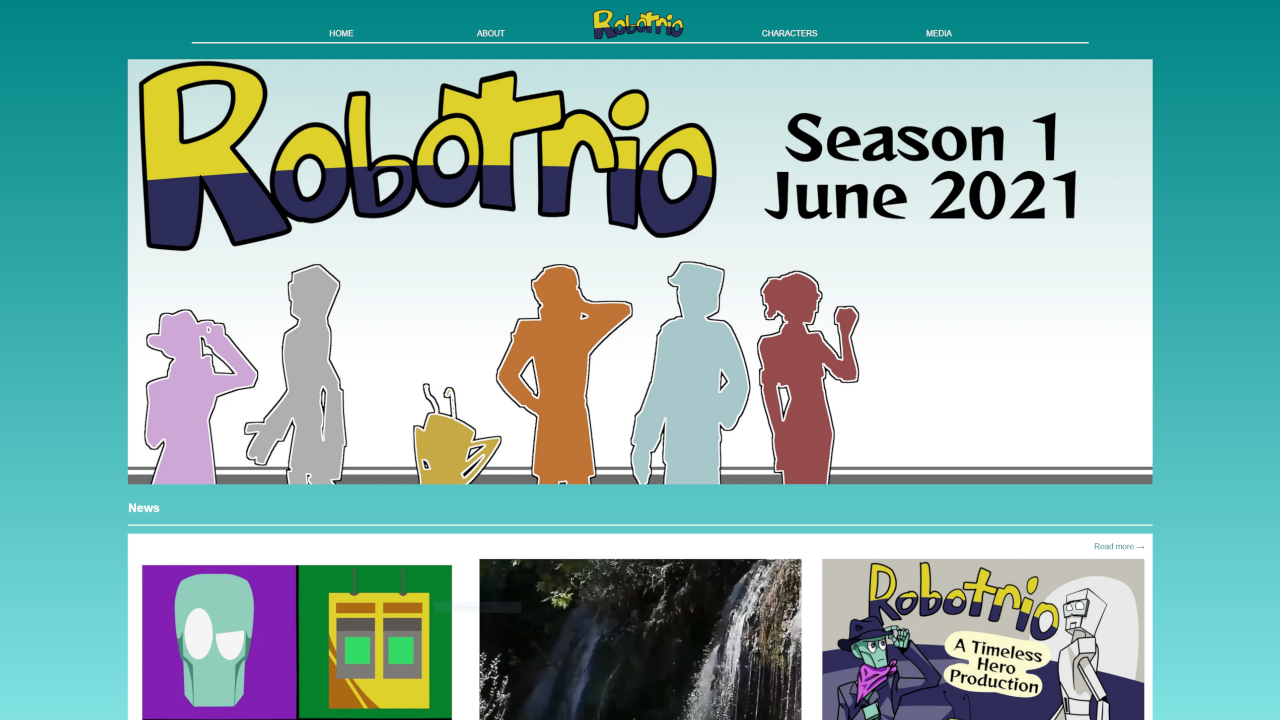 HOME
ABOUT
Robotrio
CHARACTERS
MEDIA
Robotrio
Season 1
June 2021
News
Read more →
Robotrio
A Timeless
Hero
Production